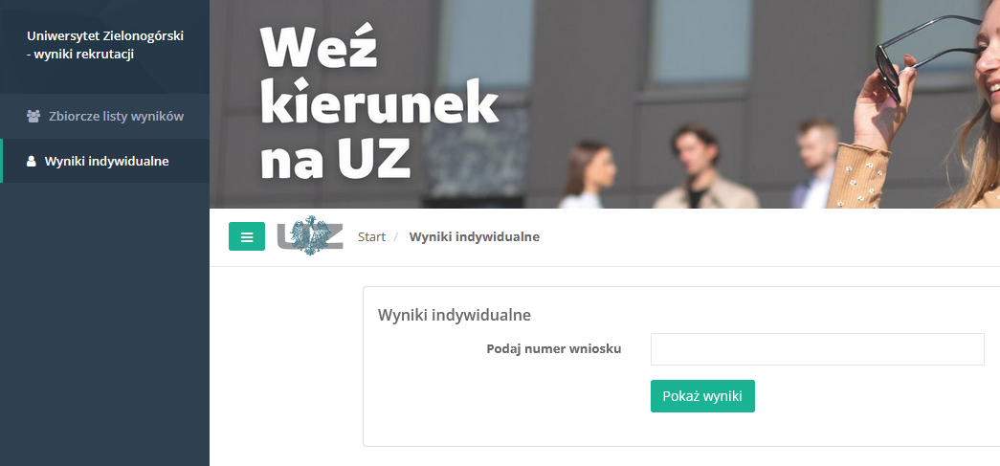 Uniwersytet Zielonogórski
- wyniki rekrutacji
Zbiorcze listy wyników
Wyniki indywidualne
Weź
kierunek
na UZ
UZ Start / Wyniki indywidualne
Wyniki indywidualne
Podaj numer wniosku
Pokaż wyniki